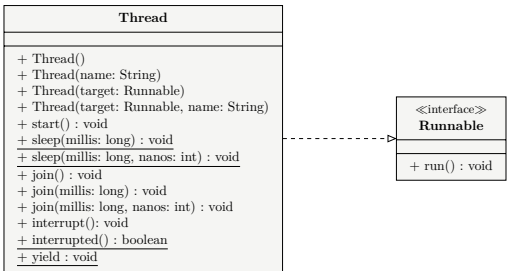 Thread
+ Thread()
+ Thread(name: String)
+ Thread(target: Runnable)
+ Thread(target: Runnable, name: String)
+ start() : void
+ sleep(millis: long) : void
+ sleep(millis: long, nanos: int) : void
+ join() : void
+ join(millis: long) : void
+ join(millis: long, nanos: int) : void
+ interrupt(): void
+ interrupted() : boolean
+ yield : void
≪interface≫
Runnable
+ run() : void